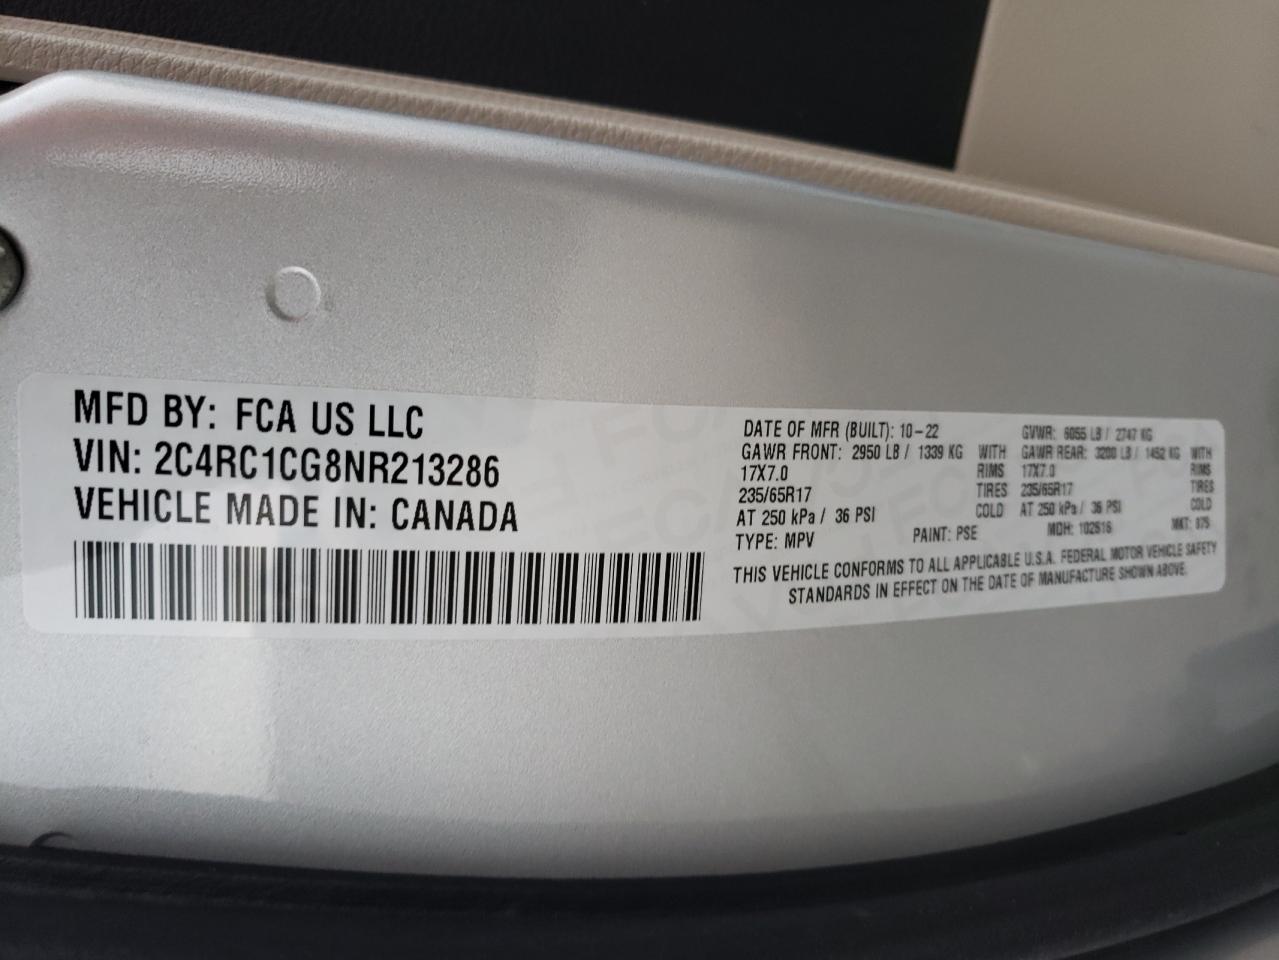 MFD BY: FCA US LLC
VIN: 2C4RC1CG8NR213286
VEHICLE MADE IN: CANADA
DATE OF MFR (BUILT): 10-22 GVWR: 6055 LB / 2747 KG
GAWR FRONT: 2950 LB / 1339 KG WITH GAWR REAR: 3200 LB / 1452 KG WITH
17X7.0 RIMS 17X7.0 RIMS
235/65R17 TIRES 235/65R17 TIRES
AT 250 kPa / 36 PSI COLD AT 250 kPa / 36 PSI COLD
TYPE: MPV PAINT: PSE MDH: 102616 MKT: 975
THIS VEHICLE CONFORMS TO ALL APPLICABLE U.S.A. FEDERAL MOTOR VEHICLE SAFETY
STANDARDS IN EFFECT ON THE DATE OF MANUFACTURE SHOWN ABOVE.